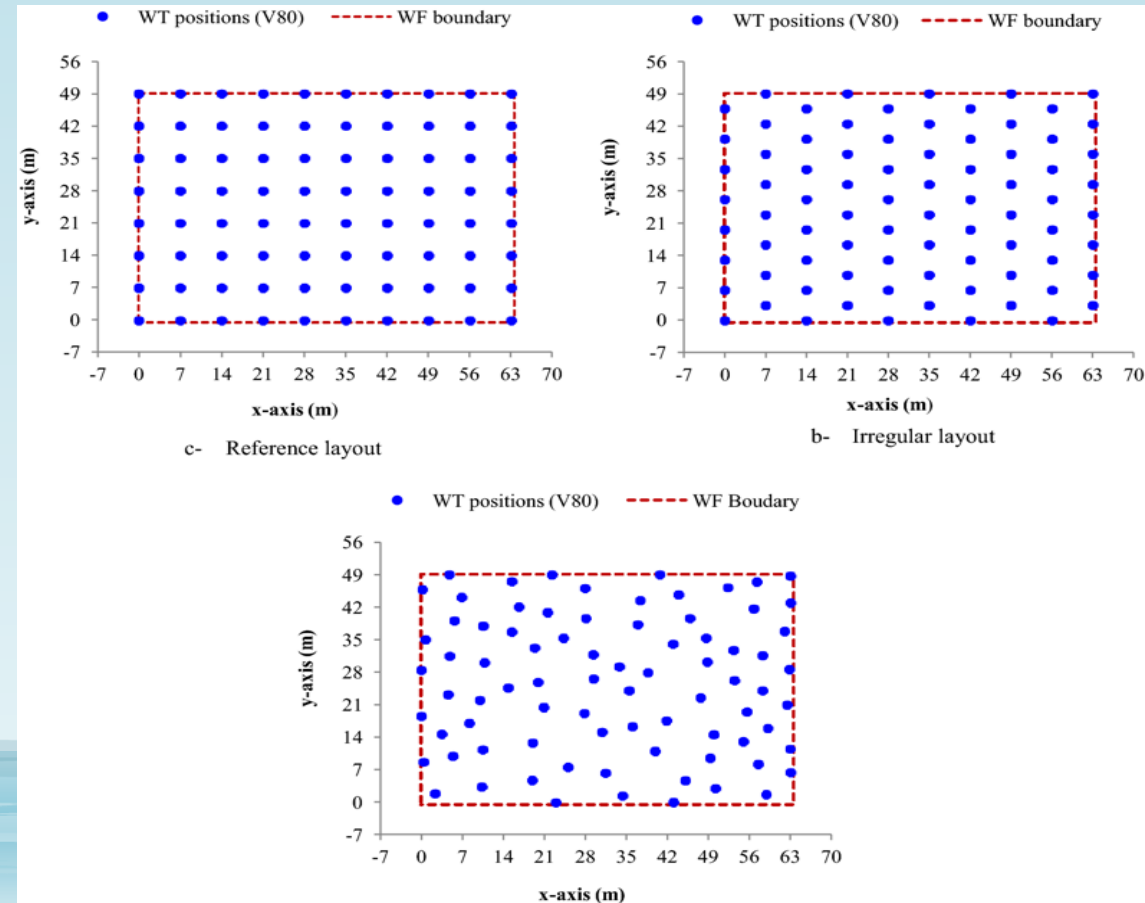 WT positions (V80) WF boundary
56
49
42
35
28
21
14
7
0
-7
y-axis (m)
-7 0 7 14 21 28 35 42 49 56 63 70
x-axis (m)
c- Reference layout
WT positions (V80) WF boundary
56
49
42
35
28
21
14
7
0
-7
y-axis (m)
-7 0 7 14 21 28 35 42 49 56 63 70
x-axis (m)
b- Irregular layout
WT positions (V80) WF Boudary
56
49
42
35
28
21
14
7
0
-7
y-axis (m)
-7 0 7 14 21 28 35 42 49 56 63 70
x-axis (m)